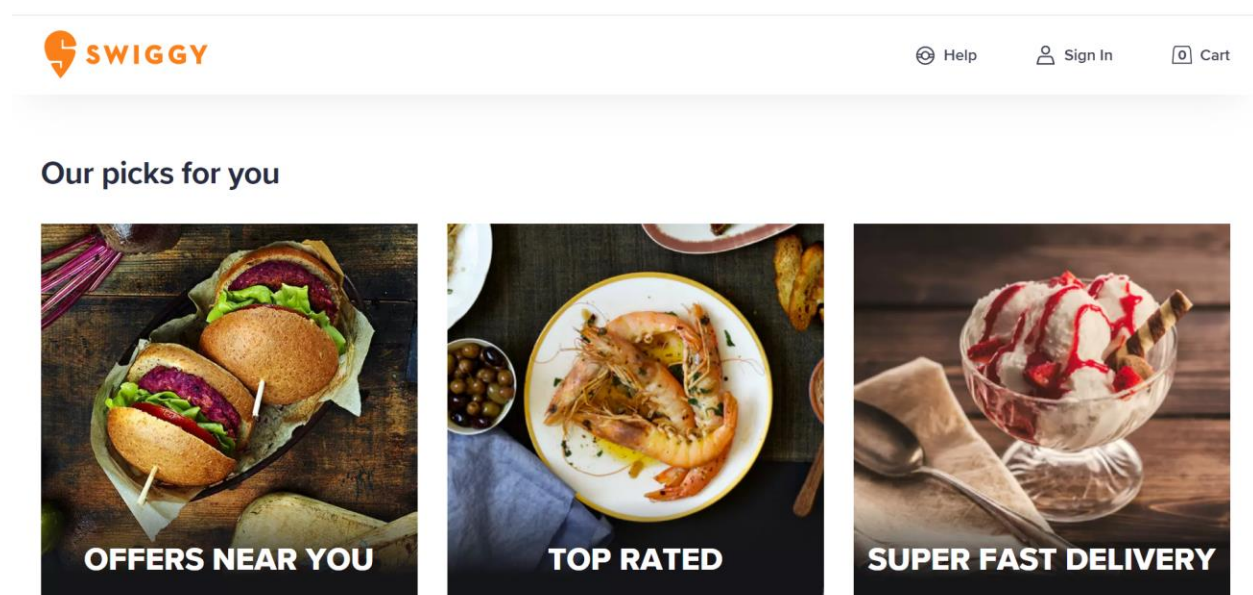 SWIGGY
Help
Sign In
0 Cart
Our picks for you
OFFERS NEAR YOU
TOP RATED
SUPER FAST DELIVERY